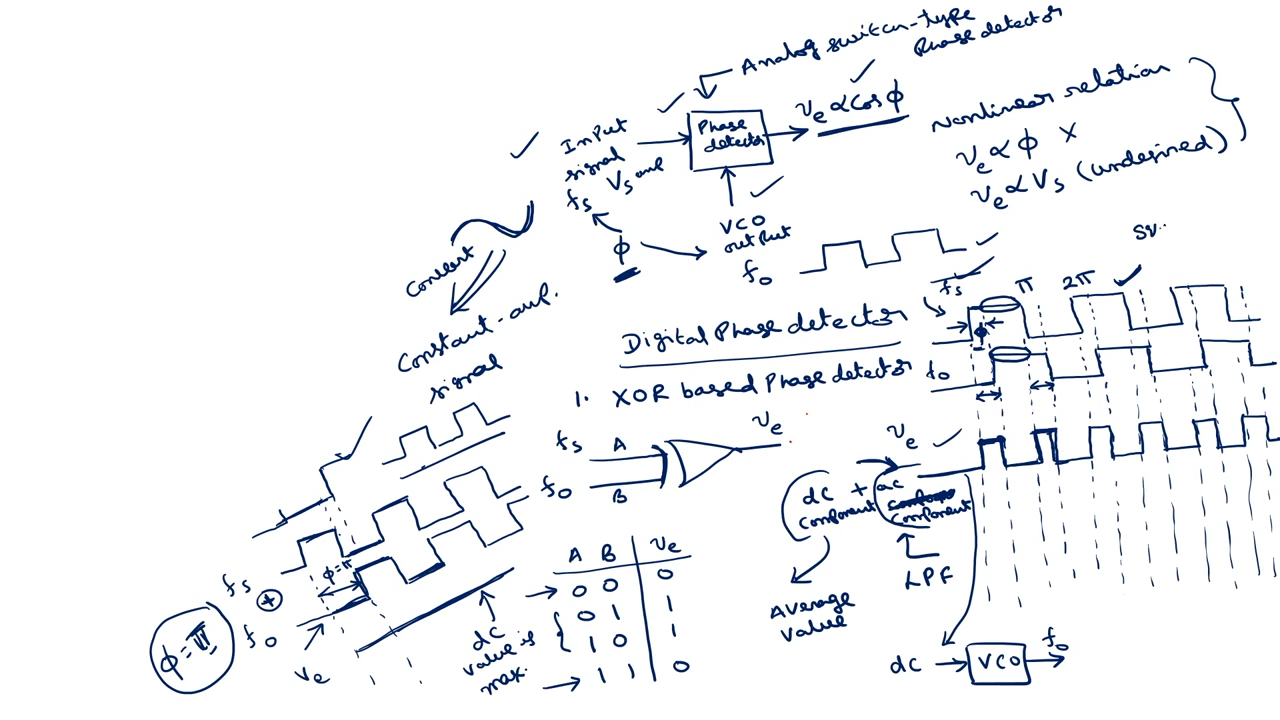 Analog switch-type
Phase detector
Input
signal
fs Vs amp
Phase
detector
ve ∝ Cos ϕ
Nonlinear relation
ve ∝ ϕ ×
ve ∝ Vs (undefined)
ϕ
VCO
output
fo
Convert
Constant-amp.
signal
Digital Phase detector
1. XOR based Phase detector
fs A
fo B
ve
A B ve
0 0 0
0 1 1
1 0 1
1 1 0
fs
π 2π
ϕ
fo
ve
dc component + ac component
LPF
Average
Value
dc
VCO
fo
fs
ϕ=π
fo
ve
ϕ=π
dc
value is
max.